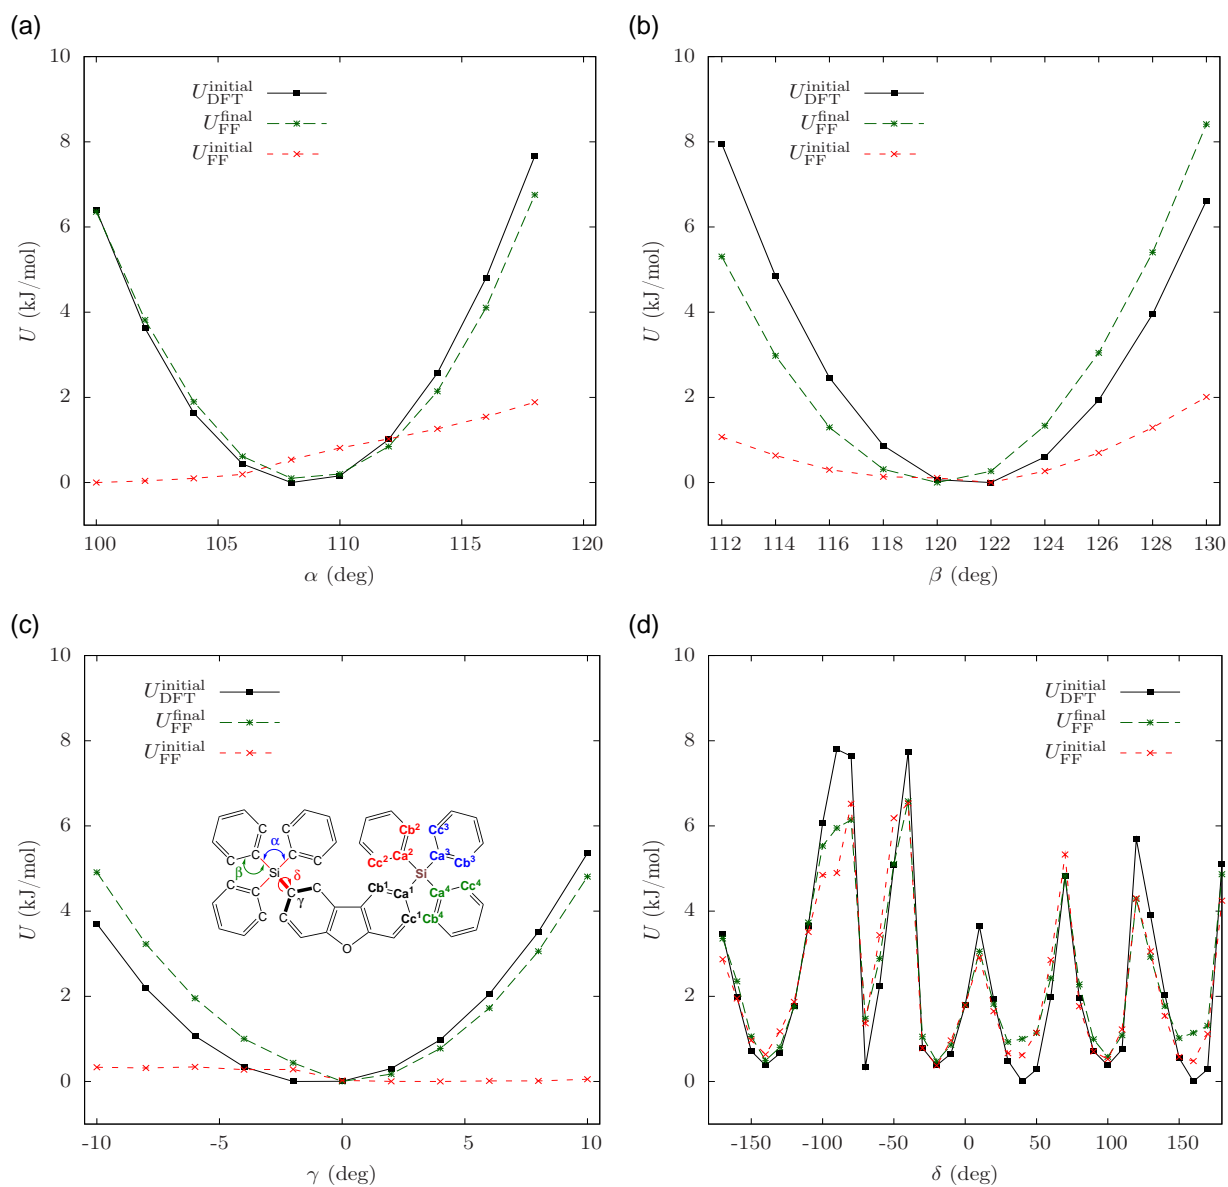 (a)
10
8
6
4
2
0
U (kJ/mol)
U_DFT^initial
U_FF^final
U_FF^initial
100 105 110 115 120
α (deg)
(b)
10
8
6
4
2
0
U (kJ/mol)
U_DFT^initial
U_FF^final
U_FF^initial
112 114 116 118 120 122 124 126 128 130
β (deg)
(c)
10
8
6
4
2
0
U (kJ/mol)
U_DFT^initial
U_FF^final
U_FF^initial
C C
C C
α
β
Si
δ
C C
C C
C
γ
O
Cb² Cc³
Cc² Ca² Ca³ Cb³
Si
Cb¹ Ca¹ Ca⁴ Cc⁴
Cc¹ Cb⁴
-10 -5 0 5 10
γ (deg)
(d)
10
8
6
4
2
0
U (kJ/mol)
U_DFT^initial
U_FF^final
U_FF^initial
-150 -100 -50 0 50 100 150
δ (deg)